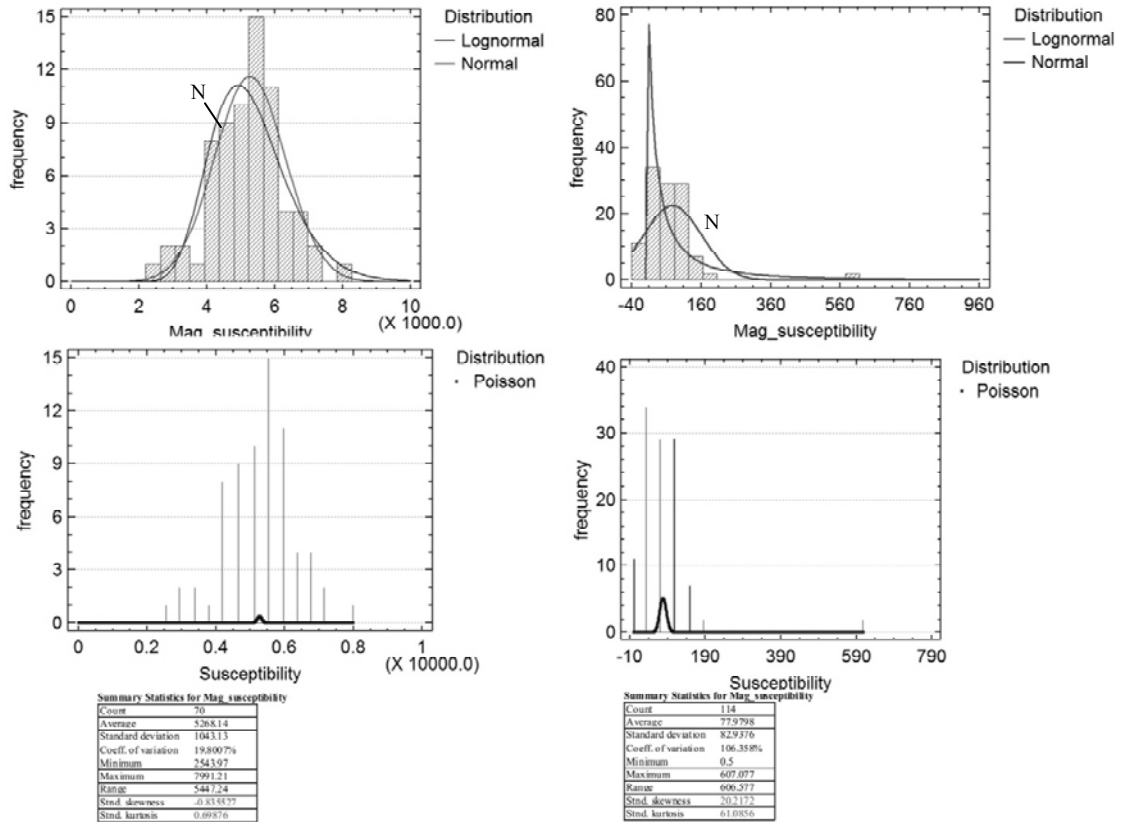 Distribution
Lognormal
Normal
N
frequency
15
12
9
6
3
0
0 2 4 6 8 10
(X 1000.0)
Mag_susceptibility
Distribution
Lognormal
Normal
N
frequency
80
60
40
20
0
-40 160 360 560 760 960
Mag_susceptibility
Distribution
Poisson
frequency
15
12
9
6
3
0
0 0.2 0.4 0.6 0.8 1
(X 10000.0)
Susceptibility
Distribution
Poisson
frequency
40
30
20
10
0
-10 190 390 590 790
Susceptibility
Summary Statistics for Mag_susceptibility
Count 70
Average 5268.14
Standard deviation 1043.13
Coeff. of variation 19.8007%
Minimum 2543.97
Maximum 7991.21
Range 5447.24
Stnd. skewness -0.835527
Stnd. kurtosis 0.69876
Summary Statistics for Mag_susceptibility
Count 114
Average 77.9798
Standard deviation 82.9376
Coeff. of variation 106.358%
Minimum 0.5
Maximum 607.077
Range 606.577
Stnd. skewness 20.2172
Stnd. kurtosis 61.0856